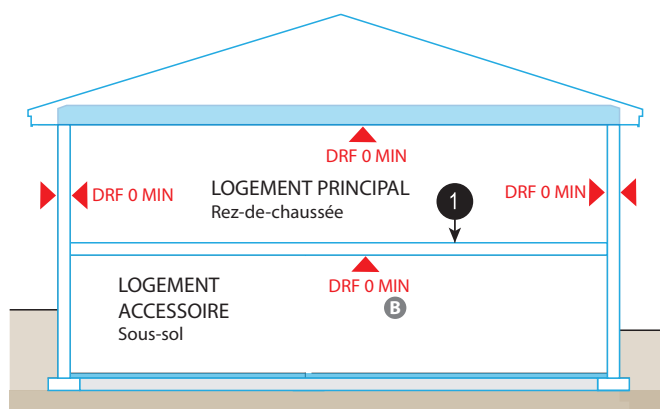 DRF 0 MIN
DRF 0 MIN
LOGEMENT PRINCIPAL
Rez-de-chaussée
1
DRF 0 MIN
LOGEMENT
ACCESSOIRE
Sous-sol
DRF 0 MIN
B